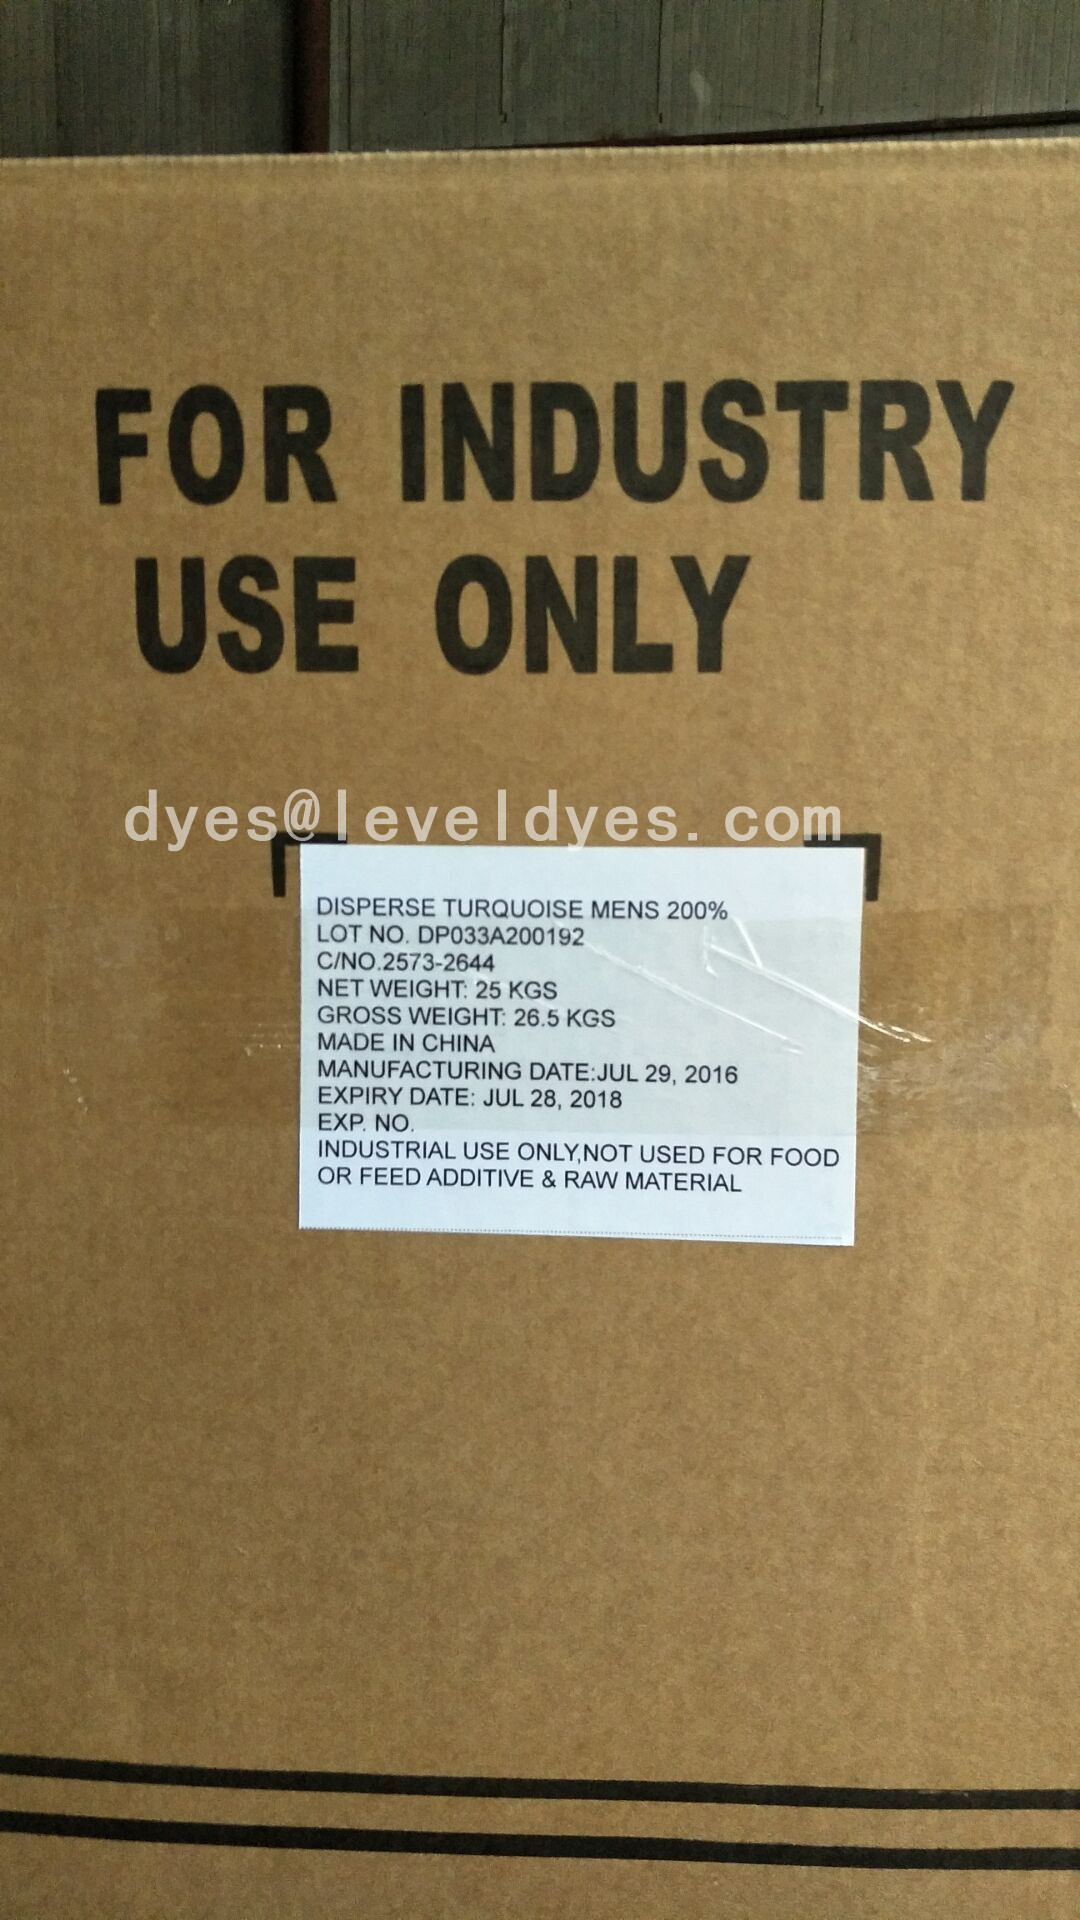 FOR INDUSTRY
USE ONLY
dyes@leveldyes.com
DISPERSE TURQUOISE MENS 200%
LOT NO. DP033A200192
C/NO.2573-2644
NET WEIGHT: 25 KGS
GROSS WEIGHT: 26.5 KGS
MADE IN CHINA
MANUFACTURING DATE:JUL 29, 2016
EXPIRY DATE: JUL 28, 2018
EXP. NO.
INDUSTRIAL USE ONLY,NOT USED FOR FOOD
OR FEED ADDITIVE & RAW MATERIAL